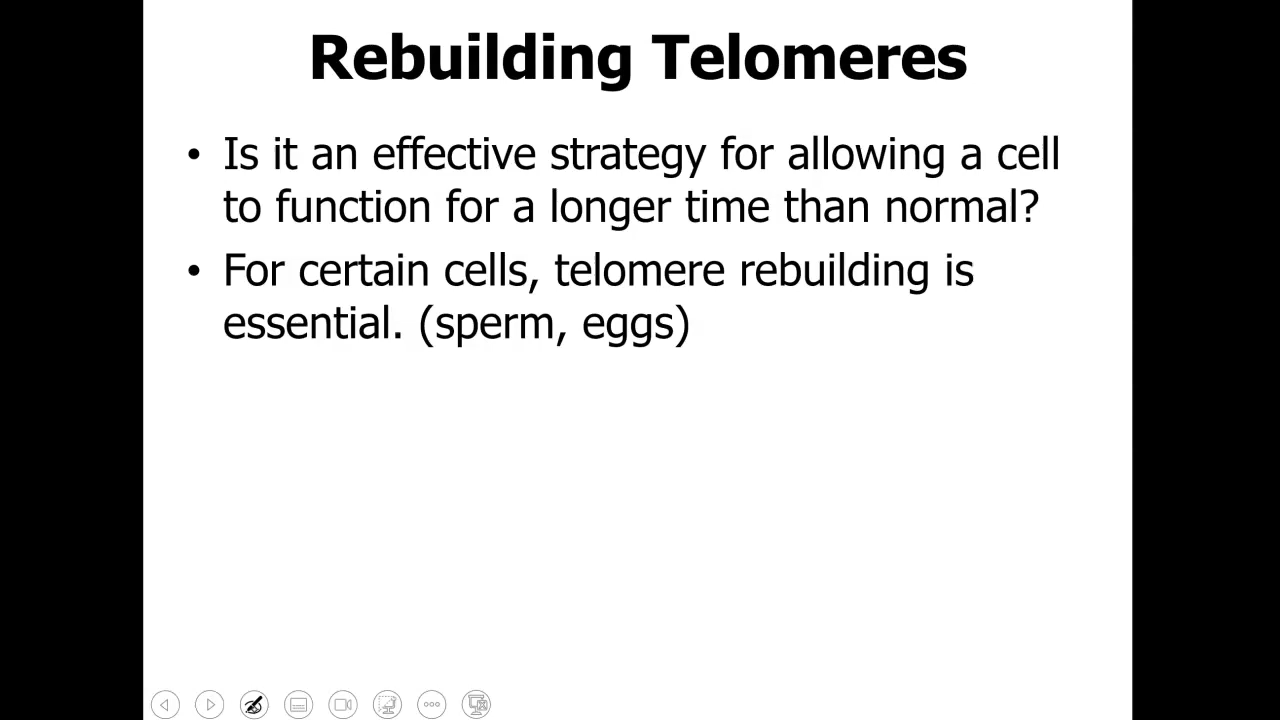 Rebuilding Telomeres
• Is it an effective strategy for allowing a cell
to function for a longer time than normal?
• For certain cells, telomere rebuilding is
essential. (sperm, eggs)